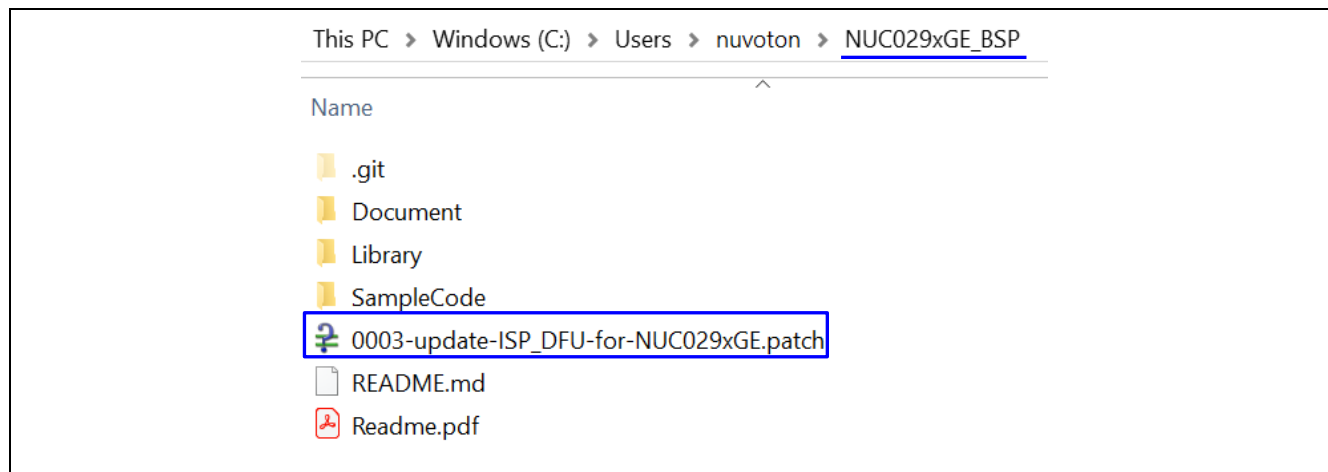 This PC > Windows (C:) > Users > nuvoton > NUC029xGE_BSP
Name
.git
Document
Library
SampleCode
0003-update-ISP_DFU-for-NUC029xGE.patch
README.md
Readme.pdf